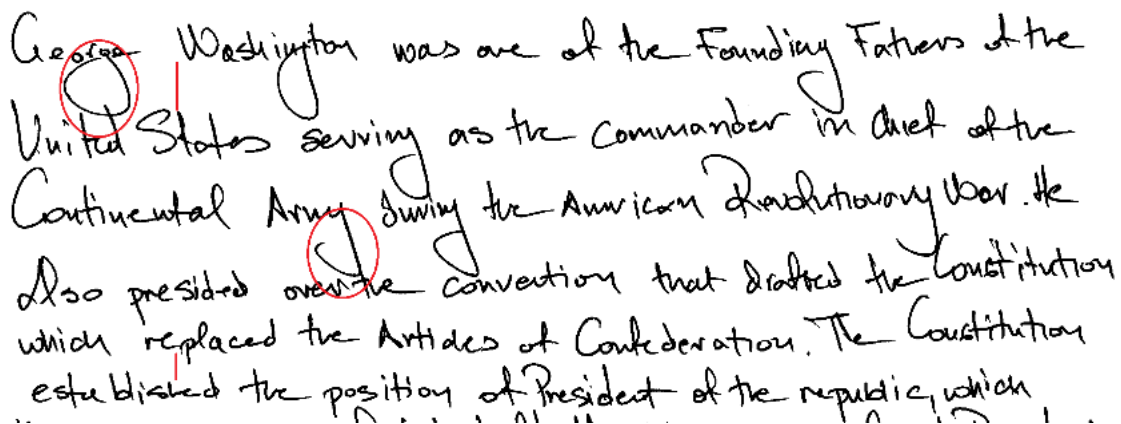 George Washington was one of the Founding Fathers of the
United States serving as the commander in chief of the
Continental Army during the American Revolutionary War. He
also presided over the convention that drafted the Constitution
which replaced the Articles of Confederation. The Constitution
established the position of President of the republic, which